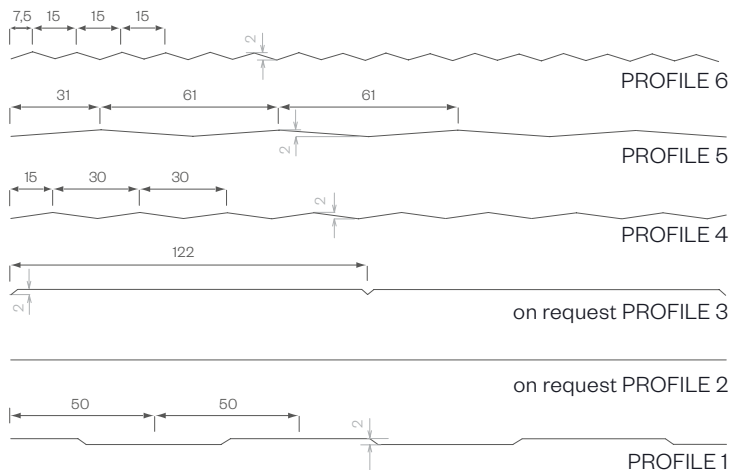 7,5 15 15 15
2
PROFILE 6
31 61 61
2
PROFILE 5
15 30 30
2
PROFILE 4
122
2
on request PROFILE 3
on request PROFILE 2
50 50
2
PROFILE 1